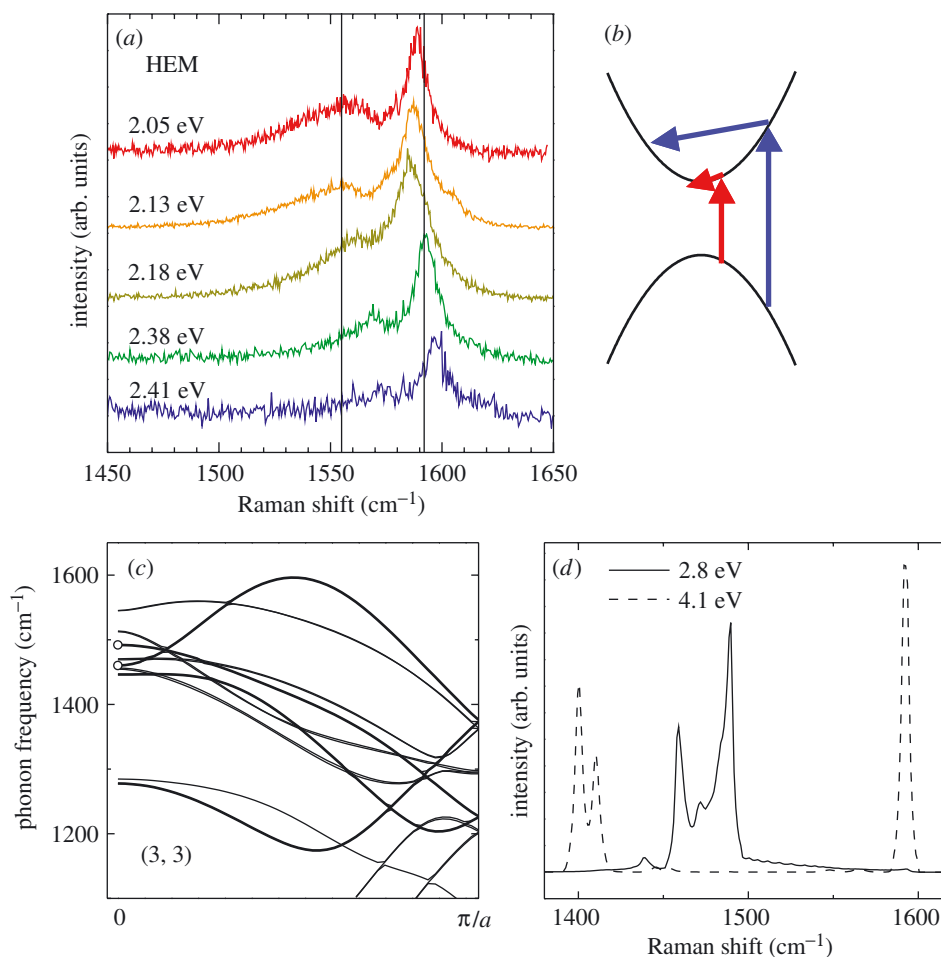 (a)
HEM
2.05 eV
2.13 eV
2.18 eV
2.38 eV
2.41 eV
intensity (arb. units)
1450 1500 1550 1600 1650
Raman shift (cm−1)
(b)
(c)
1600
1400
1200
phonon frequency (cm−1)
(3, 3)
0 π/a
(d)
2.8 eV
4.1 eV
intensity (arb. units)
1400 1500 1600
Raman shift (cm−1)